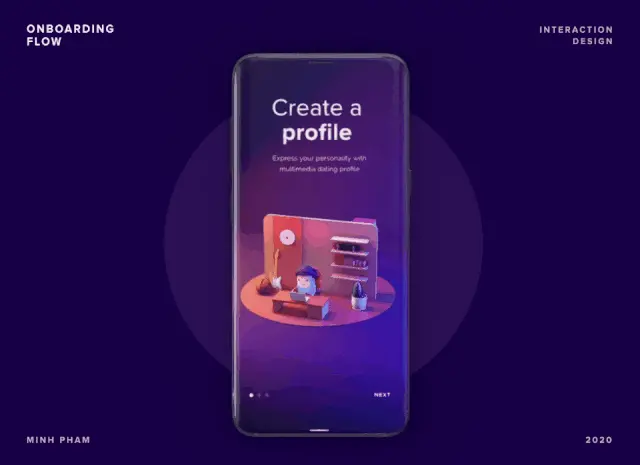 ONBOARDING
FLOW
INTERACTION
DESIGN
Create a
profile
Express your personality with
multimedia dating profile
NEXT
MINH PHAM
2020